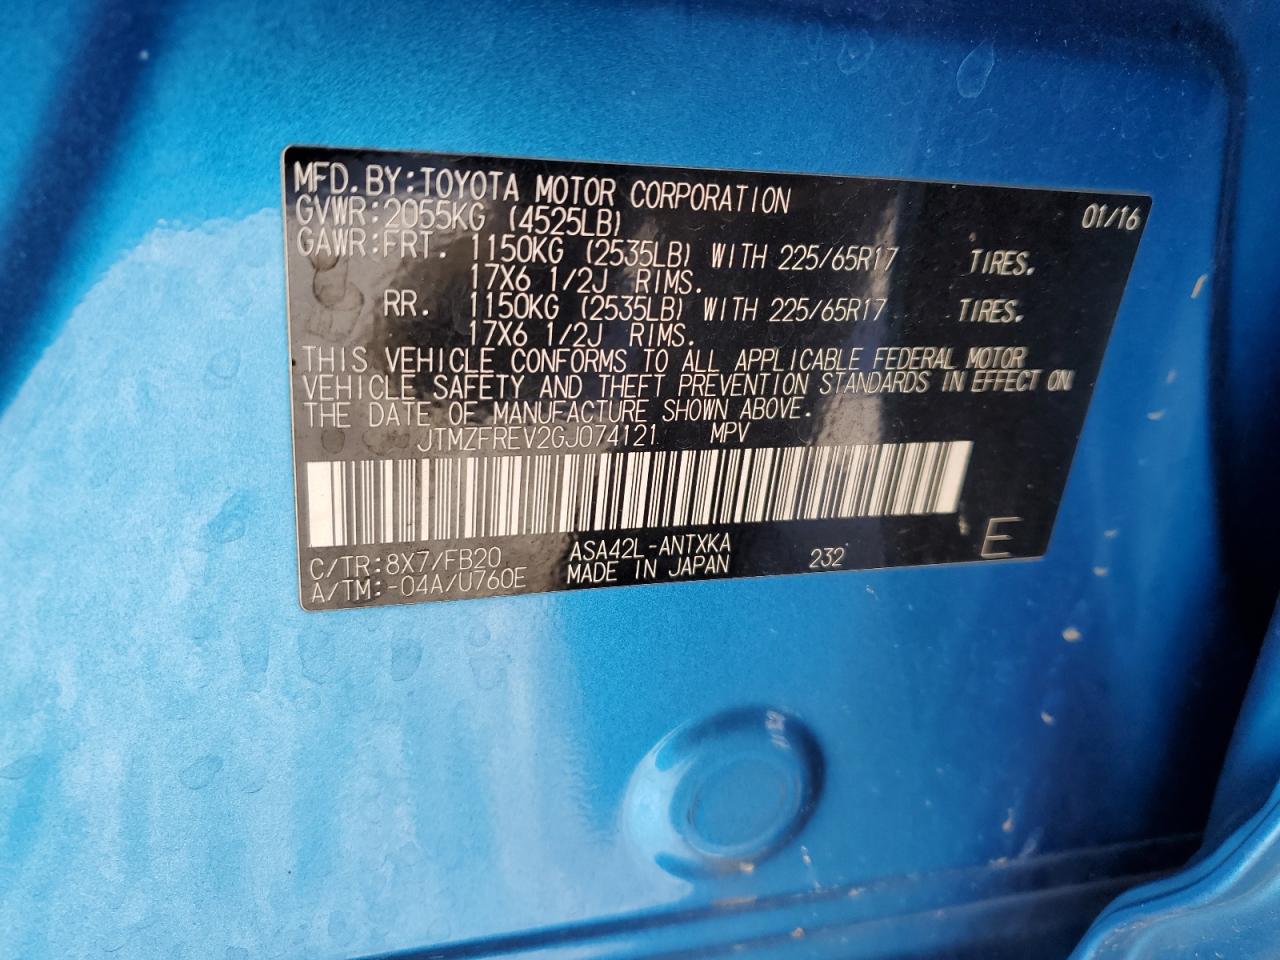 MFD.BY:TOYOTA MOTOR CORPORATION 01/16
GVWR:2055KG (4525LB)
GAWR:FRT. 1150KG (2535LB) WITH 225/65R17 TIRES.
17X6 1/2J RIMS.
RR. 1150KG (2535LB) WITH 225/65R17 TIRES.
17X6 1/2J RIMS.
THIS VEHICLE CONFORMS TO ALL APPLICABLE FEDERAL MOTOR
VEHICLE SAFETY AND THEFT PREVENTION STANDARDS IN EFFECT ON
THE DATE OF MANUFACTURE SHOWN ABOVE.
JTMZFREV2GJ074121 MPV
C/TR:8X7/FB20 ASA42L-ANTXKA 232 E
A/TM:-04A/U760E MADE IN JAPAN